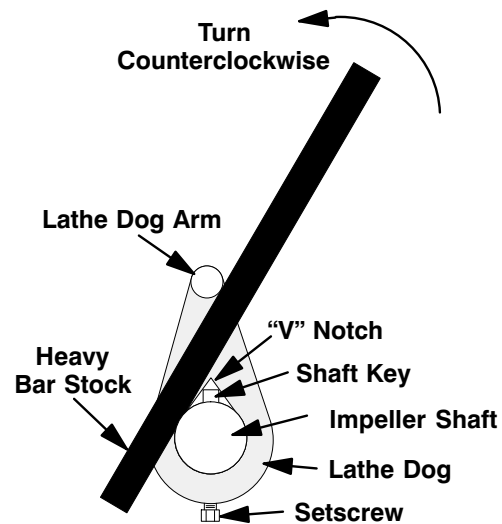 Turn
Counterclockwise
Lathe Dog Arm
“V” Notch
Shaft Key
Heavy
Bar Stock
Impeller Shaft
Lathe Dog
Setscrew